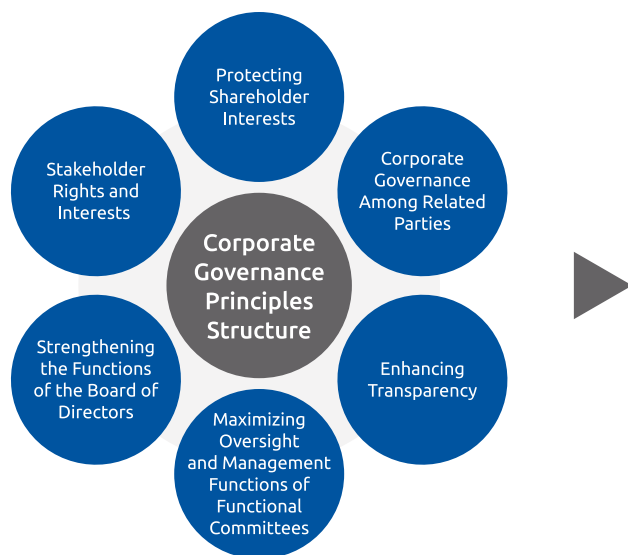 Protecting
Shareholder
Interests
Stakeholder
Rights and
Interests
Corporate
Governance
Among Related
Parties
Corporate
Governance
Principles
Structure
Strengthening
the Functions
of the Board of
Directors
Enhancing
Transparency
Maximizing
Oversight
and Management
Functions of
Functional
Committees